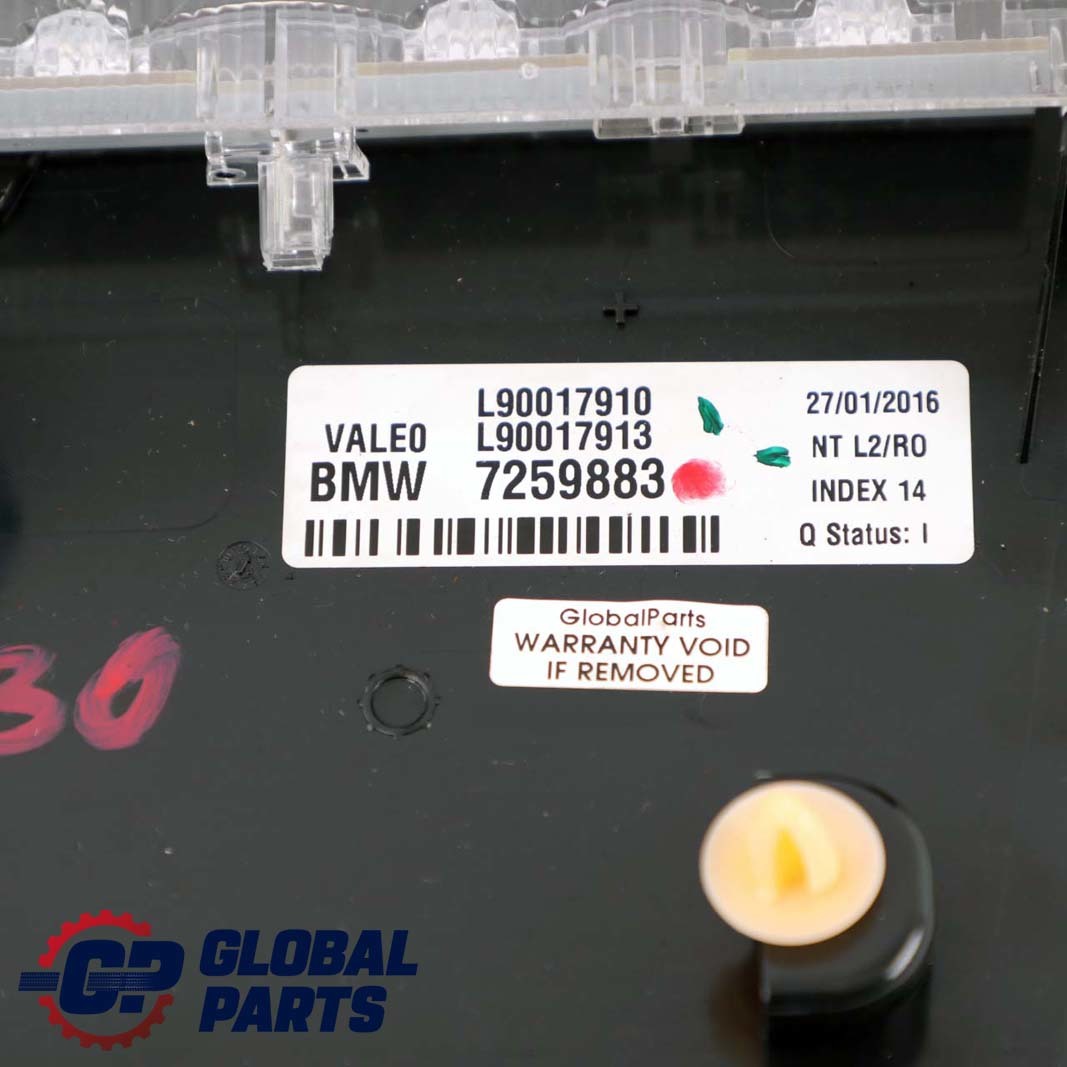 L90017910
VALEO L90017913
BMW 7259883
27/01/2016
NT L2/RO
INDEX 14
Q Status: I
GlobalParts
WARRANTY VOID
IF REMOVED
30
GP GLOBAL
PARTS